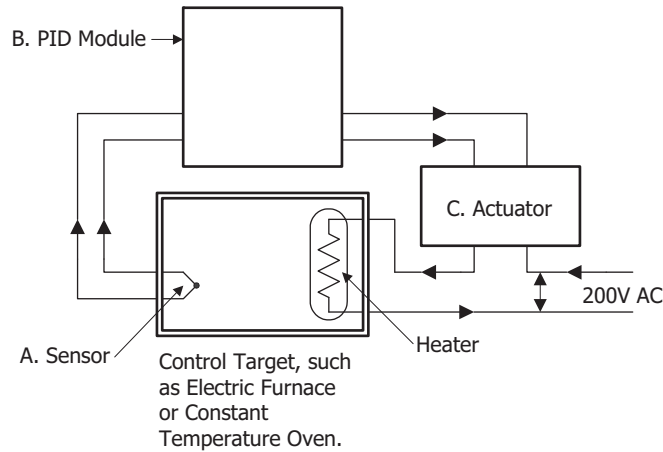 B. PID Module
C. Actuator
200V AC
A. Sensor
Heater
Control Target, such
as Electric Furnace
or Constant
Temperature Oven.